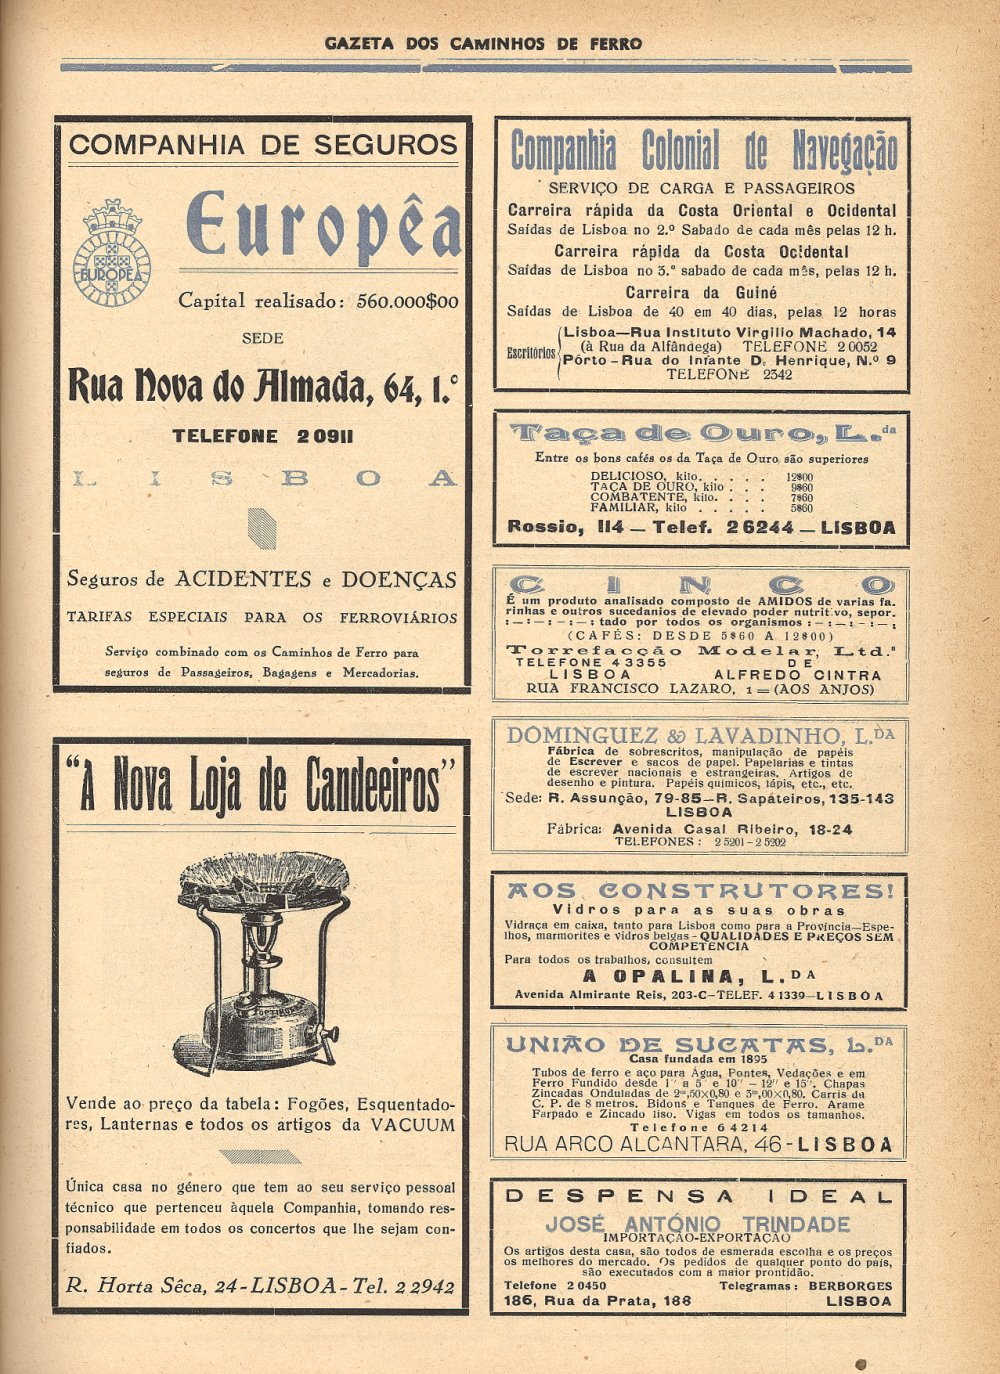 GAZETA DOS CAMINHOS DE FERRO
COMPANHIA DE SEGUROS
EUROPÊA
Europêa
Capital realisado: 560.000$00
SEDE
Rua Nova do Almada, 64, 1.º
TELEFONE 20911
LISBOA
Seguros de ACIDENTES e DOENÇAS
TARIFAS ESPECIAIS PARA OS FERROVIÁRIOS
Serviço combinado com os Caminhos de Ferro para
seguros de Passageiros, Bagagens e Mercadorias.
"A Nova Loja de Candeeiros"
Vende ao preço da tabela: Fogões, Esquentado-
res, Lanternas e todos os artigos da VACUUM
Única casa no género que tem ao seu serviço pessoal
técnico que pertenceu àquela Companhia, tomando res-
ponsabilidade em todos os concertos que lhe sejam con-
fiados.
R. Horta Sêca, 24-LISBOA-Tel. 22942
Companhia Colonial de Navegação
SERVIÇO DE CARGA E PASSAGEIROS
Carreira rápida da Costa Oriental e Ocidental
Saídas de Lisboa no 2.º Sabado de cada mês pelas 12 h.
Carreira rápida da Costa Ocidental
Saídas de Lisboa no 3.º sabado de cada mês, pelas 12 h.
Carreira da Guiné
Saídas de Lisboa de 40 em 40 dias, pelas 12 horas
Escritórios
Lisboa—Rua Instituto Virgilio Machado, 14
(à Rua da Alfândega) TELEFONE 20052
Pôrto-Rua do Infante D. Henrique, N.º 9
TELEFONE 2342
Taça de Ouro, L.da
Entre os bons cafés os da Taça de Ouro são superiores
DELICIOSO, kilo. . . . . 12$00
TAÇA DE OURO, kilo . . . 9$60
COMBATENTE, kilo. . . . 7$60
FAMILIAR, kilo . . . . . 5$60
Rossio, 114 — Telef. 26244 — LISBOA
CINCO
É um produto analisado composto de AMIDOS de varias fa-
rinhas e outros sucedanios de elevado poder nutritivo, sepor-
: — : — : — : — : tado por todos os organismos : — : — : — : — ;
(CAFÉS: DESDE 5$60 A 12$00)
Torrefacção Modelar, Ltd.ª
TELEFONE 43355 DE
LISBOA ALFREDO CINTRA
RUA FRANCISCO LAZARO, 1 = (AOS ANJOS)
DOMINGUEZ & LAVADINHO, L.DA
Fábrica de sobrescritos, manipulação de papéis
de Escrever e sacos de papel. Papelarias e tintas
de escrever nacionais e estrangeiras. Artigos de
desenho e pintura. Papéis químicos, lápis, etc., etc.
Sede: R. Assunção, 79-85—R. Sapateiros, 135-143
LISBOA
Fábrica: Avenida Casal Ribeiro, 18-24
TELEFONES: 25201-25202
AOS CONSTRUTORES!
Vidros para as suas obras
Vidraça em caixa, tanto para Lisboa como para a Província—Espe-
lhos, marmorites e vidros belgas - QUALIDADES E PREÇOS SEM
COMPETENCIA
Para todos os trabalhos, consultem
A OPALINA, L.DA
Avenida Almirante Reis, 203-C—TELEF. 41339—LISBOA
UNIÃO DE SUCATAS, L.DA
Casa fundada em 1895
Tubos de ferro e aço para Água, Pontes, Vedações e em
Ferro Fundido desde 1" a 5" e 10" — 12" e 15". Chapas
Zincadas Onduladas de 2m,50×0,80 e 3m,00×0,80. Carris da
C. P. de 8 metros. Bidons e Tanques de Ferro. Arame
Farpado e Zincado liso. Vigas em todos os tamanhos.
Telefone 64214
RUA ARCO ALCANTARA, 46-LISBOA
DESPENSA IDEAL
JOSÉ ANTÓNIO TRINDADE
IMPORTAÇÃO-EXPORTAÇÃO
Os artigos desta casa, são todos de esmerada escolha e os preços
os melhores do mercado. Os pedidos de qualquer ponto do país,
são executados com a maior prontidão.
Telefone 20450 Telegramas: BERBORGES
186, Rua da Prata, 188 LISBOA